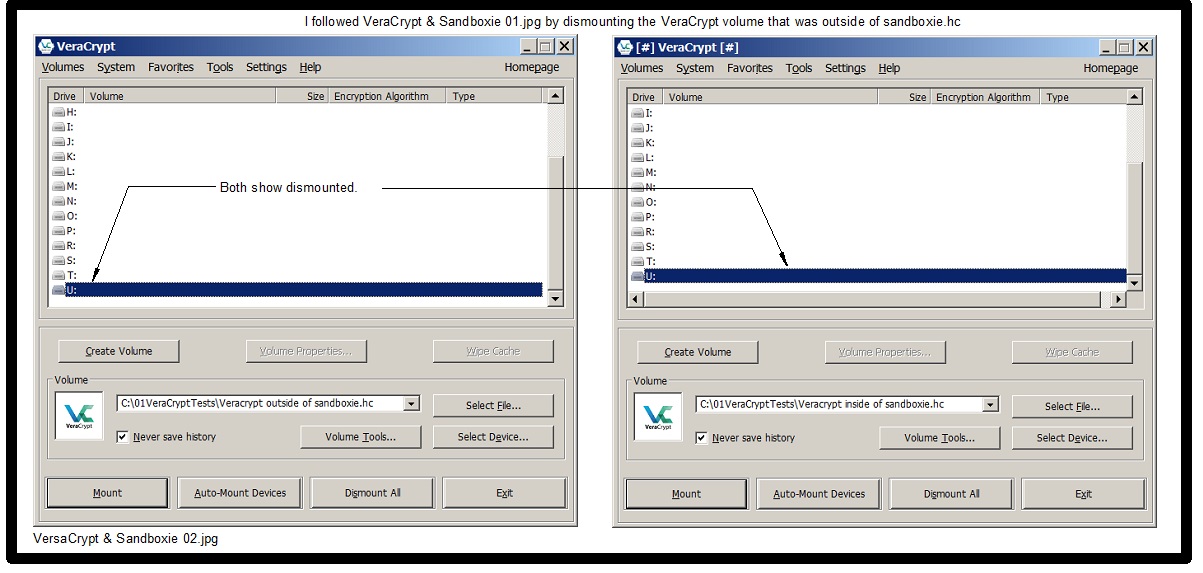 I followed VeraCrypt & Sandboxie 01.jpg by dismounting the VeraCrypt volume that was outside of sandboxie.hc
VeraCrypt
Volumes System Favorites Tools Settings Help Homepage
Drive Volume Size Encryption Algorithm Type
H:
I:
J:
K:
L:
M:
N:
O:
P:
R:
S:
T:
U:
Both show dismounted.
Create Volume Volume Properties... Wipe Cache
Volume
VeraCrypt
C:\01VeraCryptTests\Veracrypt outside of sandboxie.hc
Select File...
Never save history
Volume Tools...
Select Device...
Mount Auto-Mount Devices Dismount All Exit
[#] VeraCrypt [#]
Volumes System Favorites Tools Settings Help Homepage
Drive Volume Size Encryption Algorithm Type
I:
J:
K:
L:
M:
N:
O:
P:
R:
S:
T:
U:
Create Volume Volume Properties... Wipe Cache
Volume
VeraCrypt
C:\01VeraCryptTests\Veracrypt inside of sandboxie.hc
Select File...
Never save history
Volume Tools...
Select Device...
Mount Auto-Mount Devices Dismount All Exit
VersaCrypt & Sandboxie 02.jpg